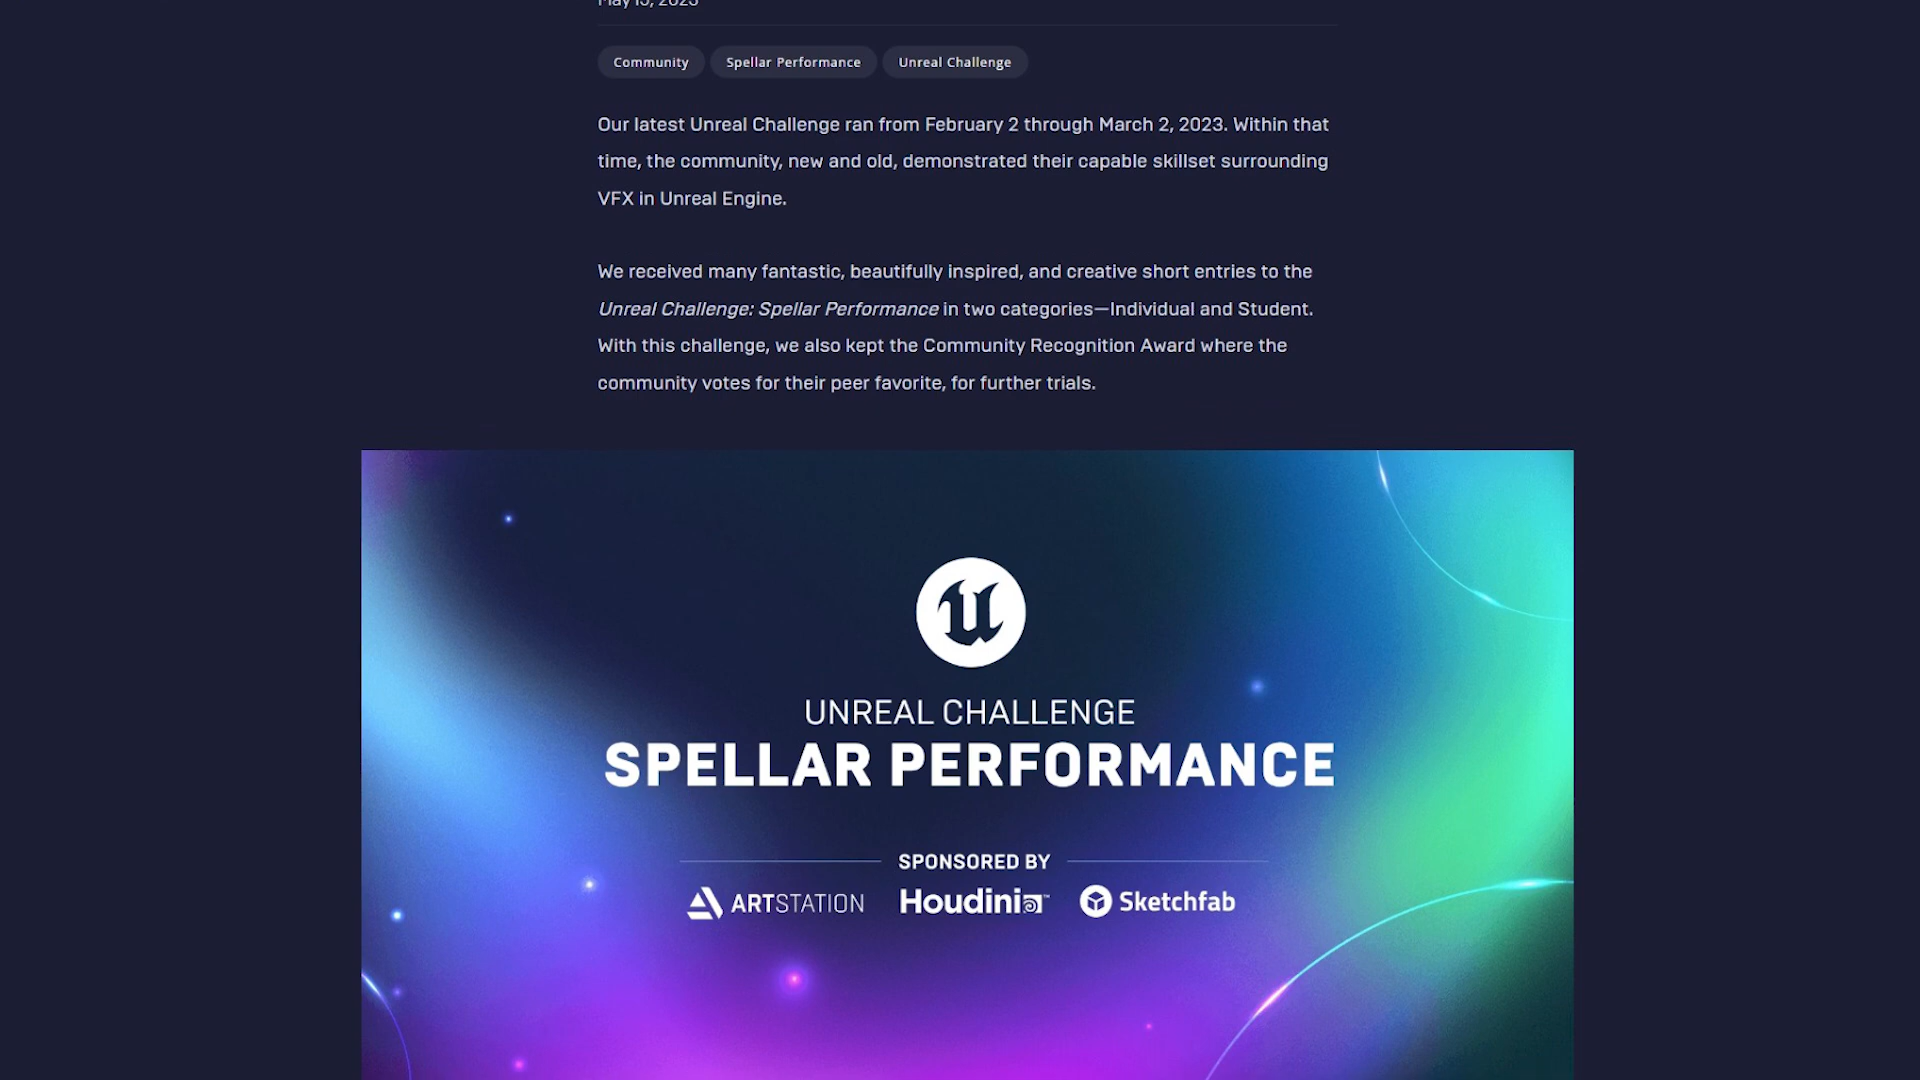 May 15, 2023
Community Spellar Performance Unreal Challenge
Our latest Unreal Challenge ran from February 2 through March 2, 2023. Within that
time, the community, new and old, demonstrated their capable skillset surrounding
VFX in Unreal Engine.
We received many fantastic, beautifully inspired, and creative short entries to the
Unreal Challenge: Spellar Performance in two categories—Individual and Student.
With this challenge, we also kept the Community Recognition Award where the
community votes for their peer favorite, for further trials.
UNREAL CHALLENGE
SPELLAR PERFORMANCE
SPONSORED BY
ARTSTATION Houdini™ Sketchfab